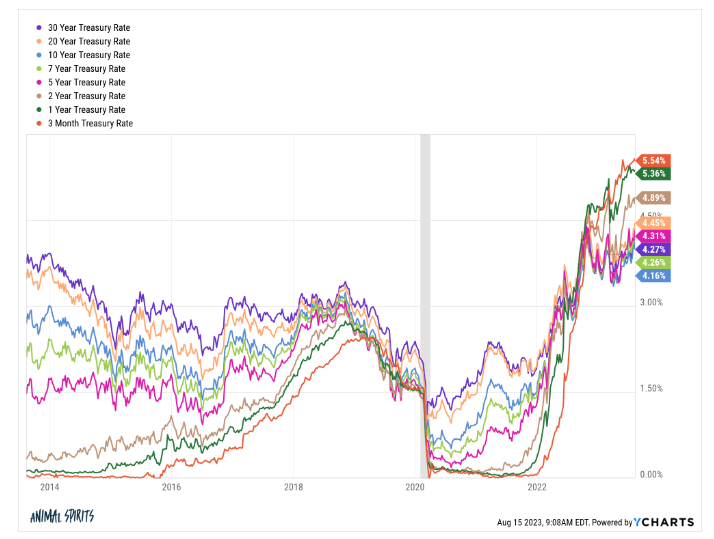 30 Year Treasury Rate
20 Year Treasury Rate
10 Year Treasury Rate
7 Year Treasury Rate
5 Year Treasury Rate
2 Year Treasury Rate
1 Year Treasury Rate
3 Month Treasury Rate
5.54%
5.36%
4.89%
4.50%
4.45%
4.31%
4.27%
4.26%
4.16%
3.00%
1.50%
0.00%
2014 2016 2018 2020 2022
ANIMAL SPIRITS
Aug 15 2023, 9:08AM EDT. Powered by YCHARTS